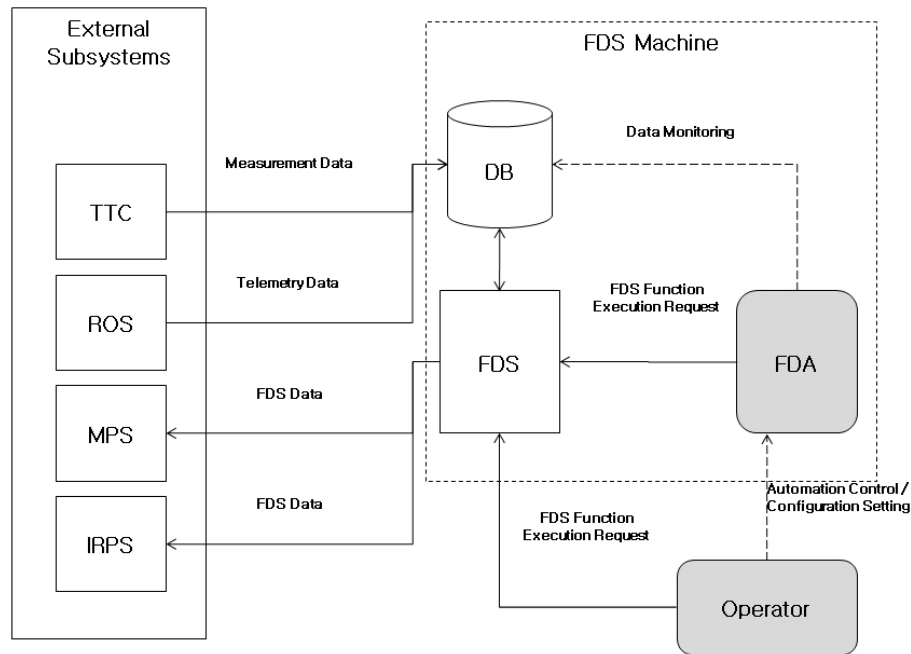 External
Subsystems
FDS Machine
Data Monitoring
Measurement Data
DB
TTC
Telemetry Data
FDS Function
Execution Request
ROS
FDS
FDA
FDS Data
MPS
Automation Control /
Configuration Setting
FDS Data
FDS Function
Execution Request
IRPS
Operator